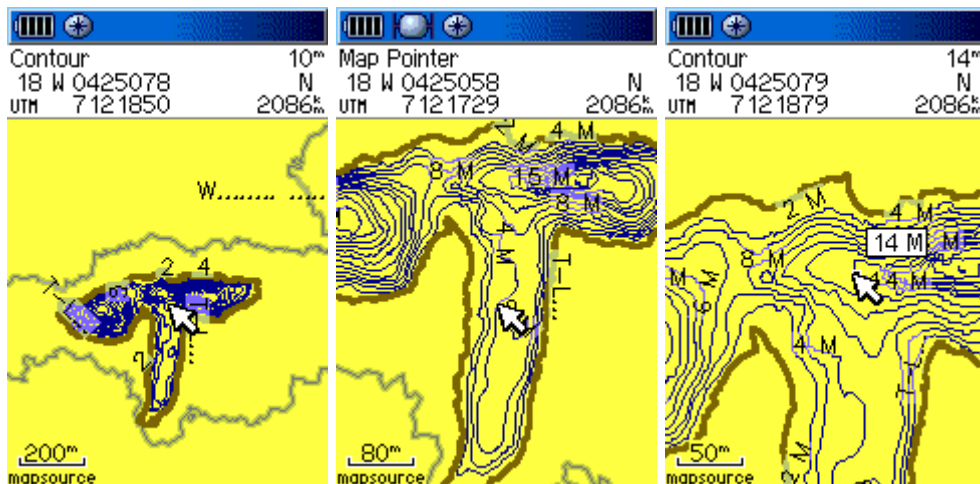 Contour 10m
18 W 0425078 N
UTM 7121850 2086km
W........ .....
2 4
8
2
200m
mapsource
Map Pointer
18 W 0425058 N
UTM 7121729 2086km
4 M
8 M
15 M
8 M
4 M
T-L...
80m
mapsource
Contour 14m
18 W 0425079 N
UTM 7121879 2086km
2 M
4 M
14 M
8 M
4 M
4 M
2 M
50m
mapsource